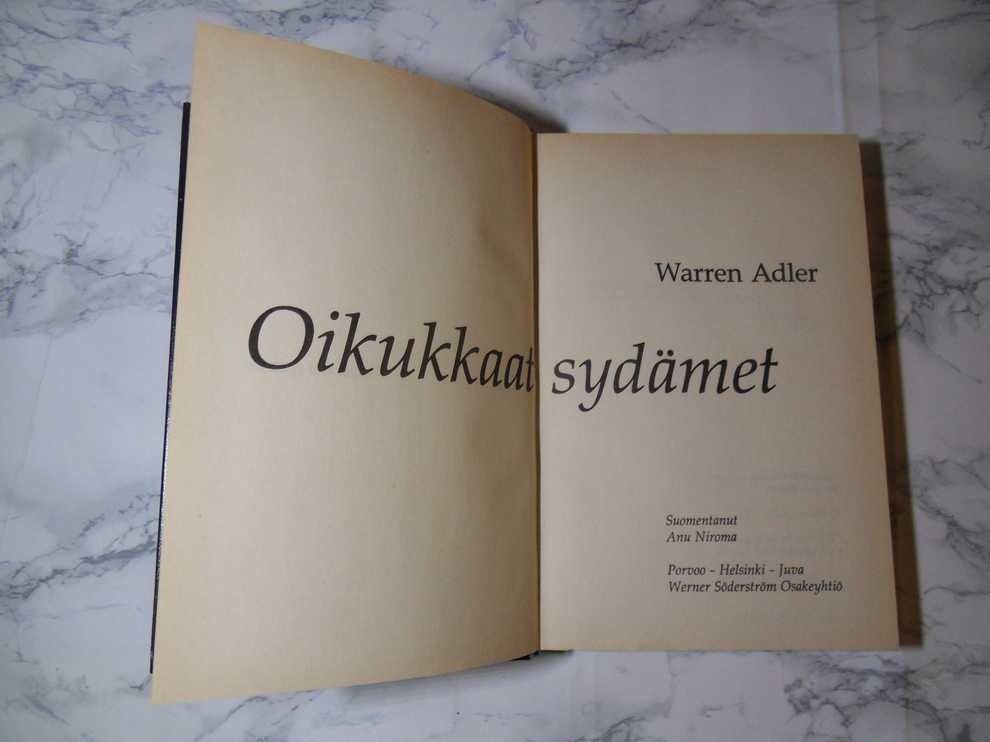 Warren Adler
Oikukkaat sydämet
Suomentanut
Anu Niroma
Porvoo – Helsinki – Juva
Werner Söderström Osakeyhtiö